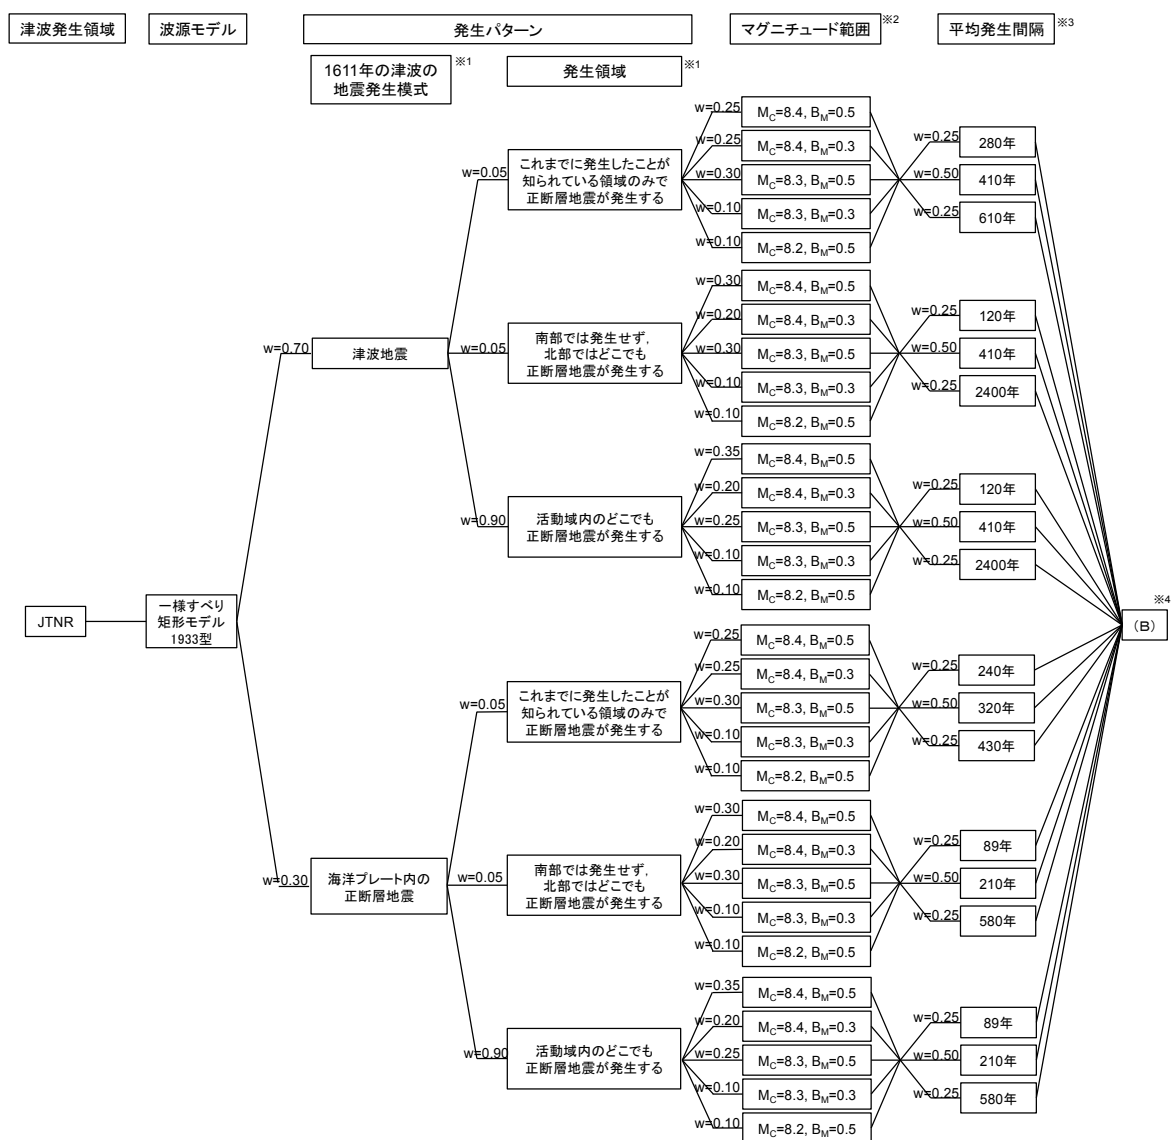 津波発生領域
波源モデル
発生パターン
マグニチュード範囲
※2
平均発生間隔
※3
1611年の津波の
地震発生模式
※1
発生領域
※1
JTNR
一様すべり
矩形モデル
1933型
w=0.70
津波地震
w=0.05
これまでに発生したことが
知られている領域のみで
正断層地震が発生する
w=0.25
MC=8.4, BM=0.5
w=0.25
MC=8.4, BM=0.3
w=0.30
MC=8.3, BM=0.5
w=0.10
MC=8.3, BM=0.3
w=0.10
MC=8.2, BM=0.5
w=0.25
280年
w=0.50
410年
w=0.25
610年
w=0.05
南部では発生せず,
北部ではどこでも
正断層地震が発生する
w=0.30
MC=8.4, BM=0.5
w=0.20
MC=8.4, BM=0.3
w=0.30
MC=8.3, BM=0.5
w=0.10
MC=8.3, BM=0.3
w=0.10
MC=8.2, BM=0.5
w=0.25
120年
w=0.50
410年
w=0.25
2400年
w=0.90
活動域内のどこでも
正断層地震が発生する
w=0.35
MC=8.4, BM=0.5
w=0.20
MC=8.4, BM=0.3
w=0.25
MC=8.3, BM=0.5
w=0.10
MC=8.3, BM=0.3
w=0.10
MC=8.2, BM=0.5
w=0.25
120年
w=0.50
410年
w=0.25
2400年
w=0.30
海洋プレート内の
正断層地震
w=0.05
これまでに発生したことが
知られている領域のみで
正断層地震が発生する
w=0.25
MC=8.4, BM=0.5
w=0.25
MC=8.4, BM=0.3
w=0.30
MC=8.3, BM=0.5
w=0.10
MC=8.3, BM=0.3
w=0.10
MC=8.2, BM=0.5
w=0.25
240年
w=0.50
320年
w=0.25
430年
w=0.05
南部では発生せず,
北部ではどこでも
正断層地震が発生する
w=0.30
MC=8.4, BM=0.5
w=0.20
MC=8.4, BM=0.3
w=0.30
MC=8.3, BM=0.5
w=0.10
MC=8.3, BM=0.3
w=0.10
MC=8.2, BM=0.5
w=0.25
89年
w=0.50
210年
w=0.25
580年
w=0.90
活動域内のどこでも
正断層地震が発生する
w=0.35
MC=8.4, BM=0.5
w=0.20
MC=8.4, BM=0.3
w=0.25
MC=8.3, BM=0.5
w=0.10
MC=8.3, BM=0.3
w=0.10
MC=8.2, BM=0.5
w=0.25
89年
w=0.50
210年
w=0.25
580年
※4
(B)